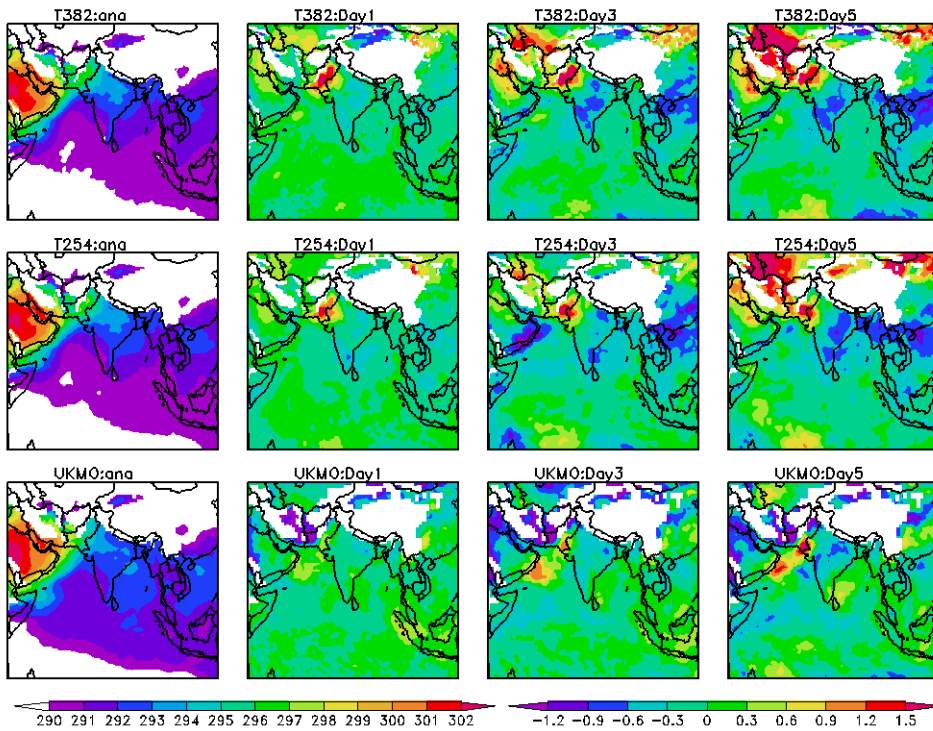 T382:ana T382:Day1 T382:Day3 T382:Day5
T254:ana T254:Day1 T254:Day3 T254:Day5
UKMO:ana UKMO:Day1 UKMO:Day3 UKMO:Day5
290 291 292 293 294 295 296 297 298 299 300 301 302 -1.2 -0.9 -0.6 -0.3 0 0.3 0.6 0.9 1.2 1.5